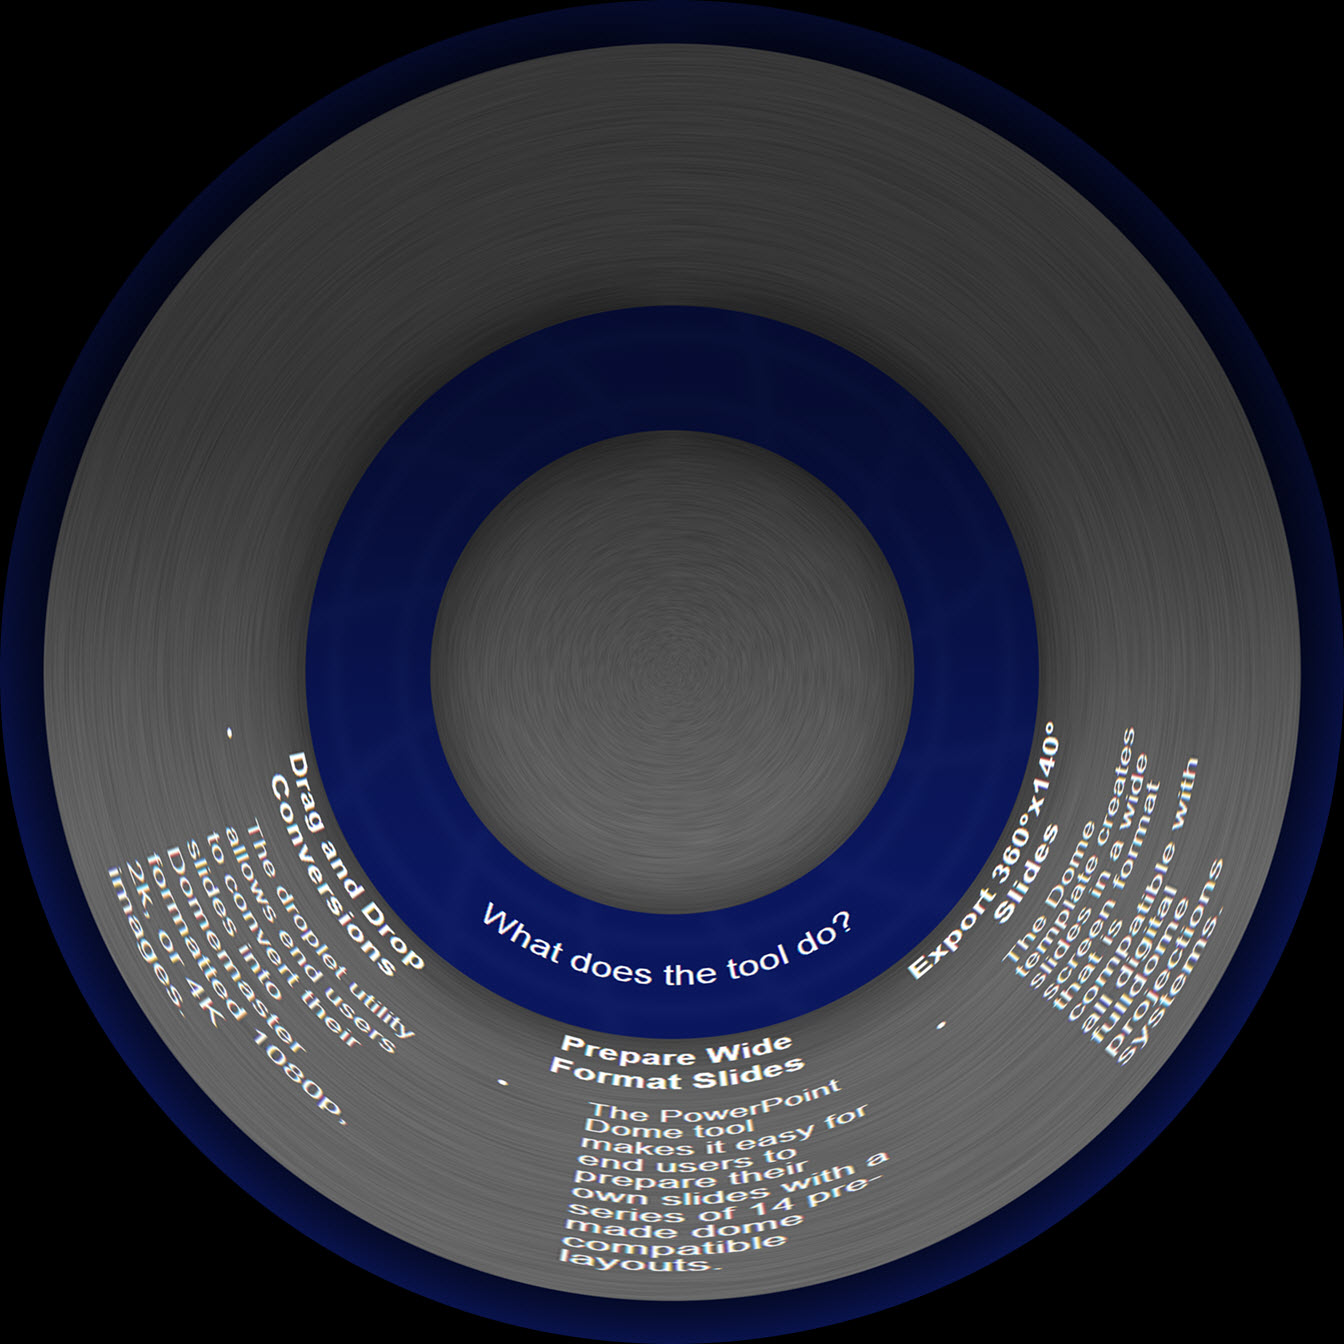 What does the tool do?
Drag and Drop
Conversions
• The droplet utility
allows end users
to convert their
slides into
Domemaster
formatted 1080p,
2K, or 4K
images.
Prepare Wide
Format Slides
• The PowerPoint
Dome tool
makes it easy for
end users to
prepare their
own slides with a
series of 14 pre-
made dome
compatible
layouts.
Export 360°x140°
Slides
• The Dome
template creates
slides in a wide
screen format
that is
compatible with
all digital
fulldome
projections
systems.